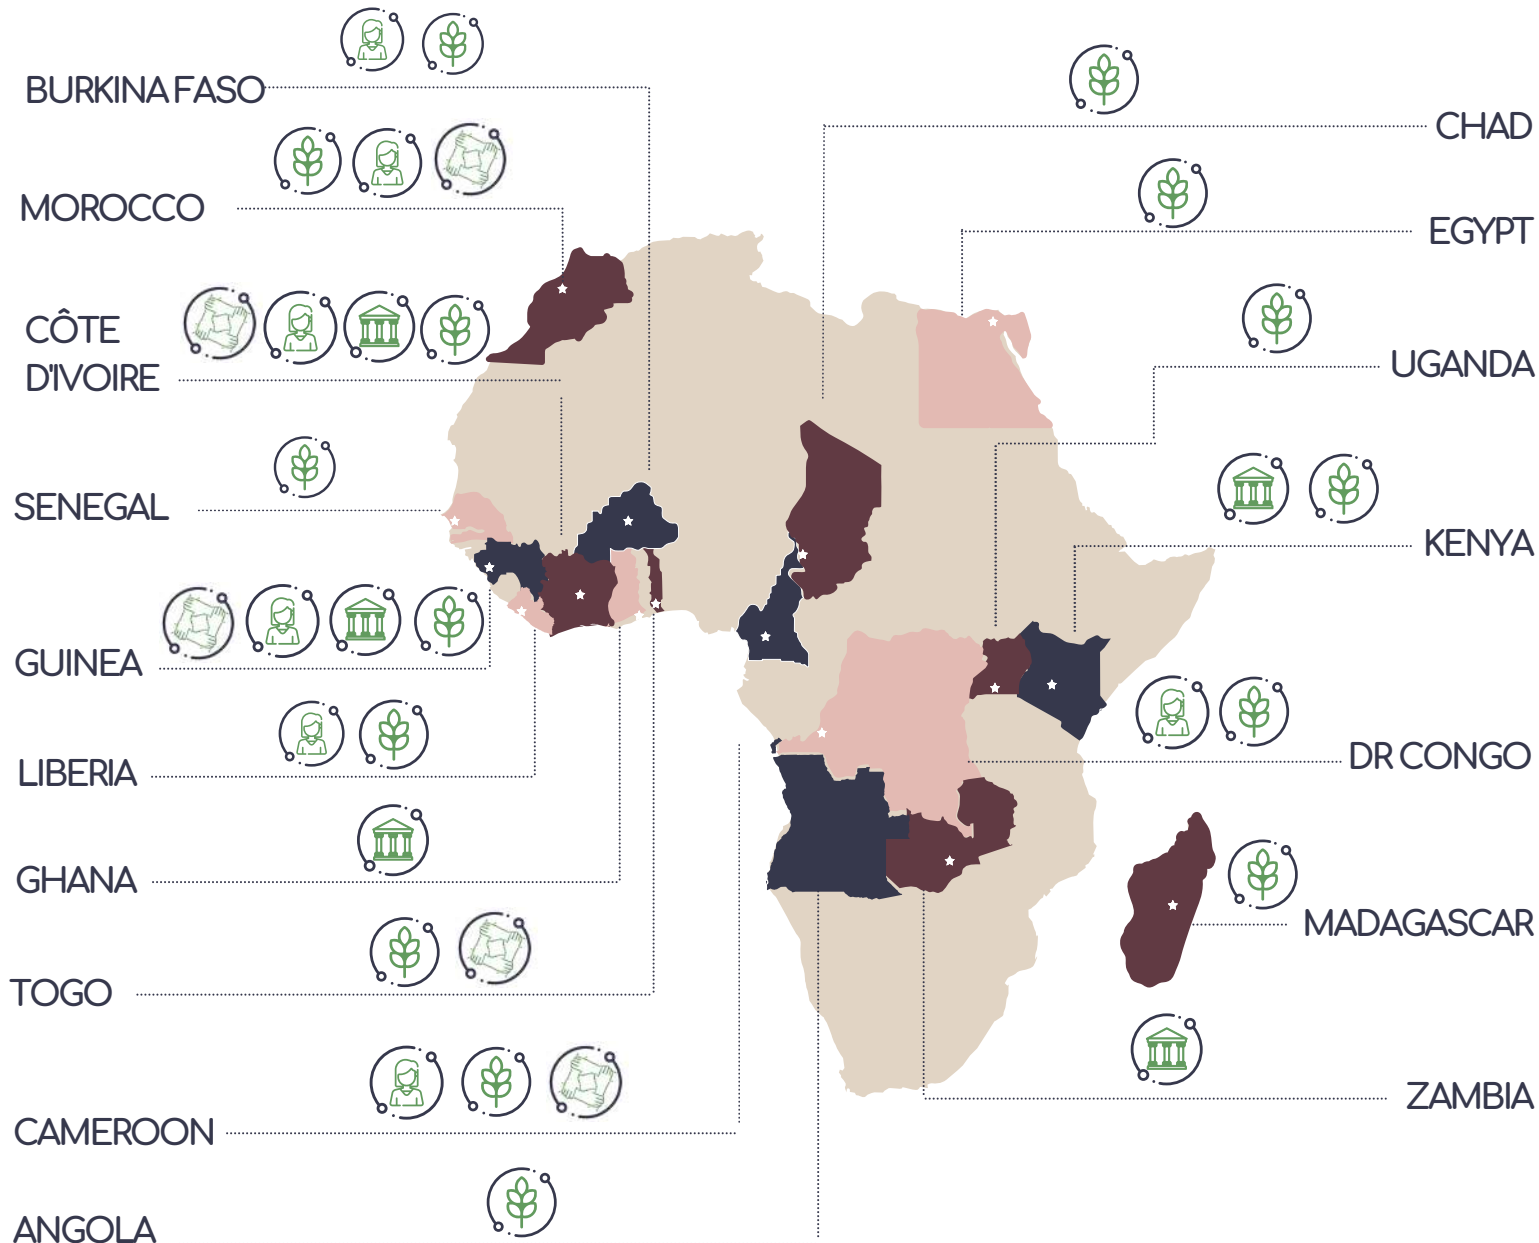 BURKINA FASO
MOROCCO
CÔTE
D'IVOIRE
SENEGAL
GUINEA
LIBERIA
GHANA
TOGO
CAMEROON
ANGOLA
CHAD
EGYPT
UGANDA
KENYA
DR CONGO
MADAGASCAR
ZAMBIA